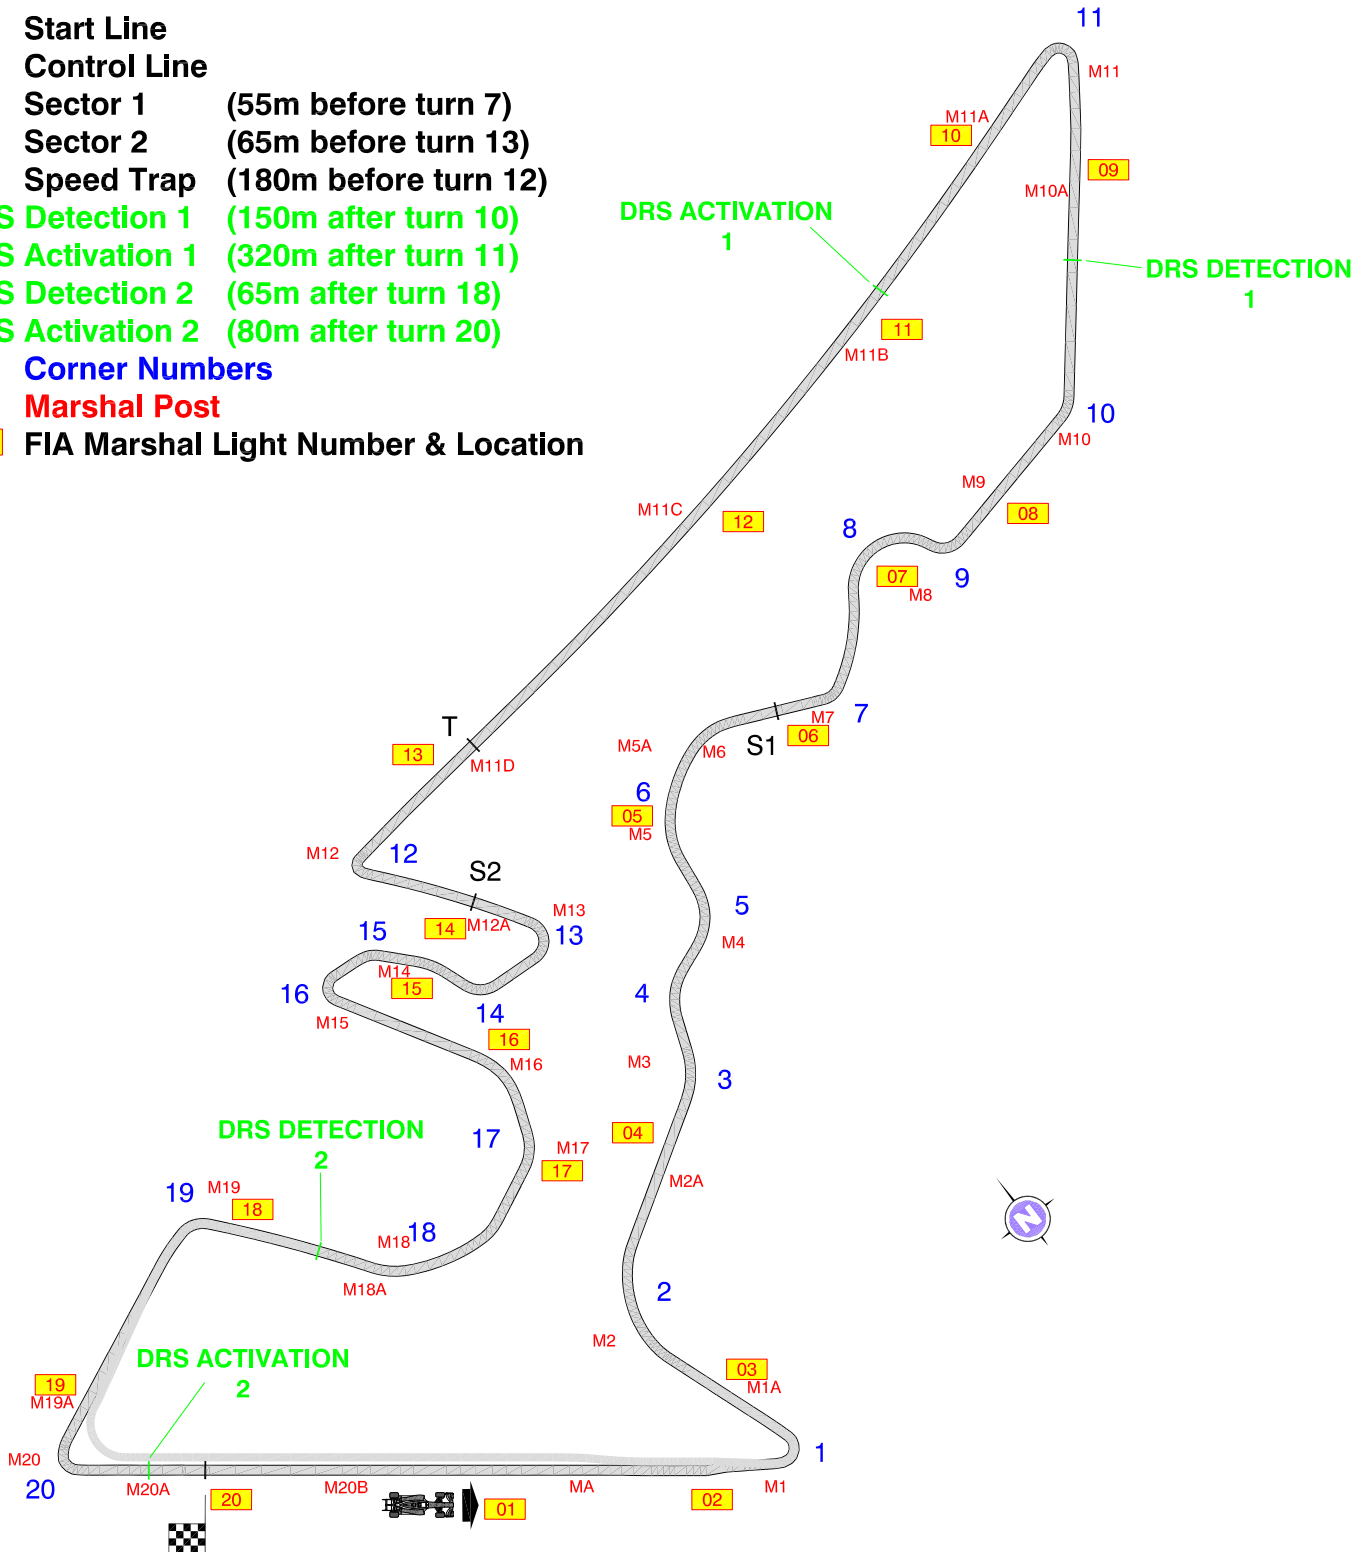 Start Line
Control Line
Sector 1 (55m before turn 7)
Sector 2 (65m before turn 13)
Speed Trap (180m before turn 12)
S Detection 1 (150m after turn 10)
S Activation 1 (320m after turn 11)
S Detection 2 (65m after turn 18)
S Activation 2 (80m after turn 20)
Corner Numbers
Marshal Post
FIA Marshal Light Number & Location
11
M11
M11A
10
09
M10A
DRS ACTIVATION
1
DRS DETECTION
1
11
M11B
10
M10
M9
08
M11C
12
8
07
M8
9
7
M7
06
S1
M5A
M6
T
13
M11D
6
05
M5
M12
12
S2
14
M12A
M13
13
5
M4
15
M14
15
16
M15
14
16
M16
4
M3
3
17
04
M17
17
M2A
DRS DETECTION
2
19
M19
18
M18
18
M18A
N
2
M2
DRS ACTIVATION
2
03
M1A
19
M19A
M20
20
M20A
20
M20B
01
MA
02
M1
1